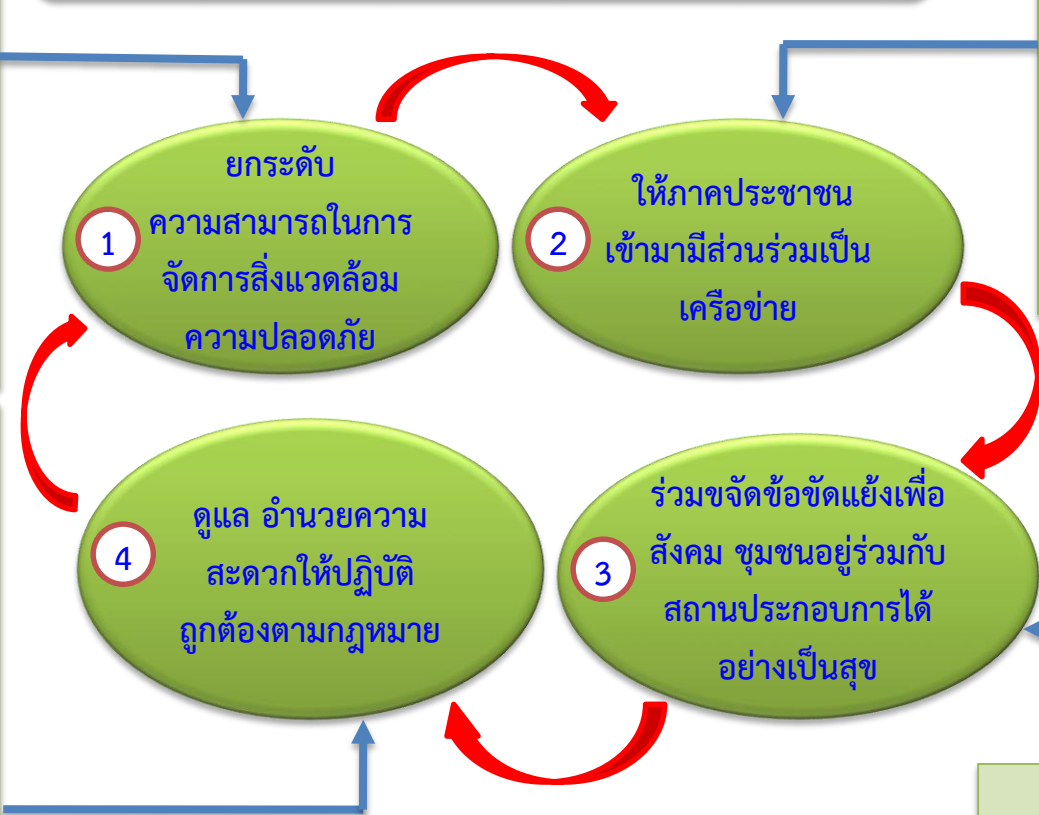 ยกระดับ
1
ความสามารถในการ
จัดการสิ่งแวดล้อม
ความปลอดภัย
2
ให้ภาคประชาชน
เข้ามามีส่วนร่วมเป็น
เครือข่าย
3
ร่วมขจัดข้อขัดแย้งเพื่อ
สังคม ชุมชนอยู่ร่วมกับ
สถานประกอบการได้
อย่างเป็นสุข
4
ดูแล อำนวยความ
สะดวกให้ปฏิบัติ
ถูกต้องตามกฎหมาย